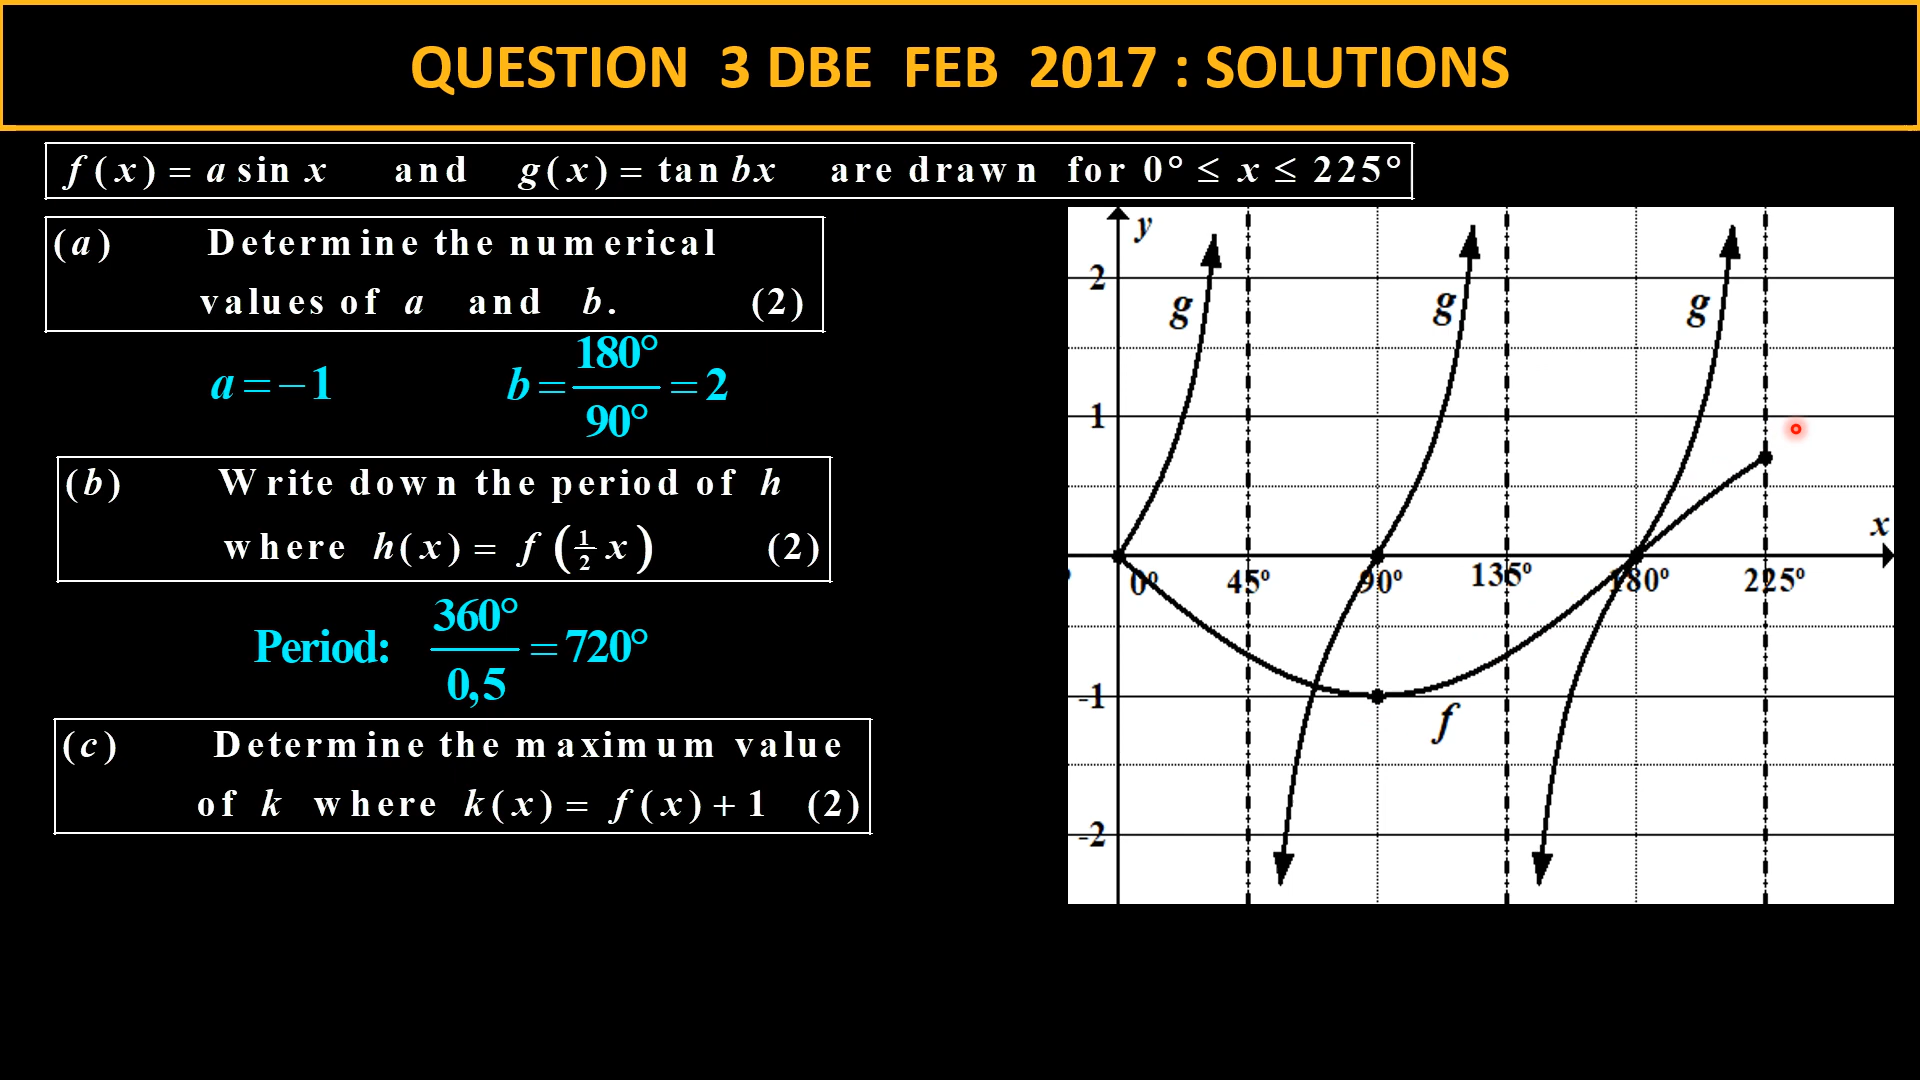 QUESTION 3 DBE FEB 2017 : SOLUTIONS
f(x) = a sin x and g(x) = tan bx are drawn for 0° ≤ x ≤ 225°
(a) Determine the numerical
values of a and b. (2)
a = −1 b = 180°/90° = 2
(b) Write down the period of h
where h(x) = f(½x) (2)
Period: 360°/0,5 = 720°
(c) Determine the maximum value
of k where k(x) = f(x) + 1 (2)
y
2
g g g
1
x
0° 45° 90° 135° 180° 225°
-1
f
-2